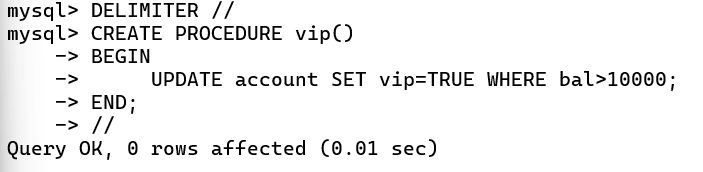 mysql> DELIMITER //
mysql> CREATE PROCEDURE vip()
    -> BEGIN
    ->      UPDATE account SET vip=TRUE WHERE bal>10000;
    -> END;
    -> //
Query OK, 0 rows affected (0.01 sec)